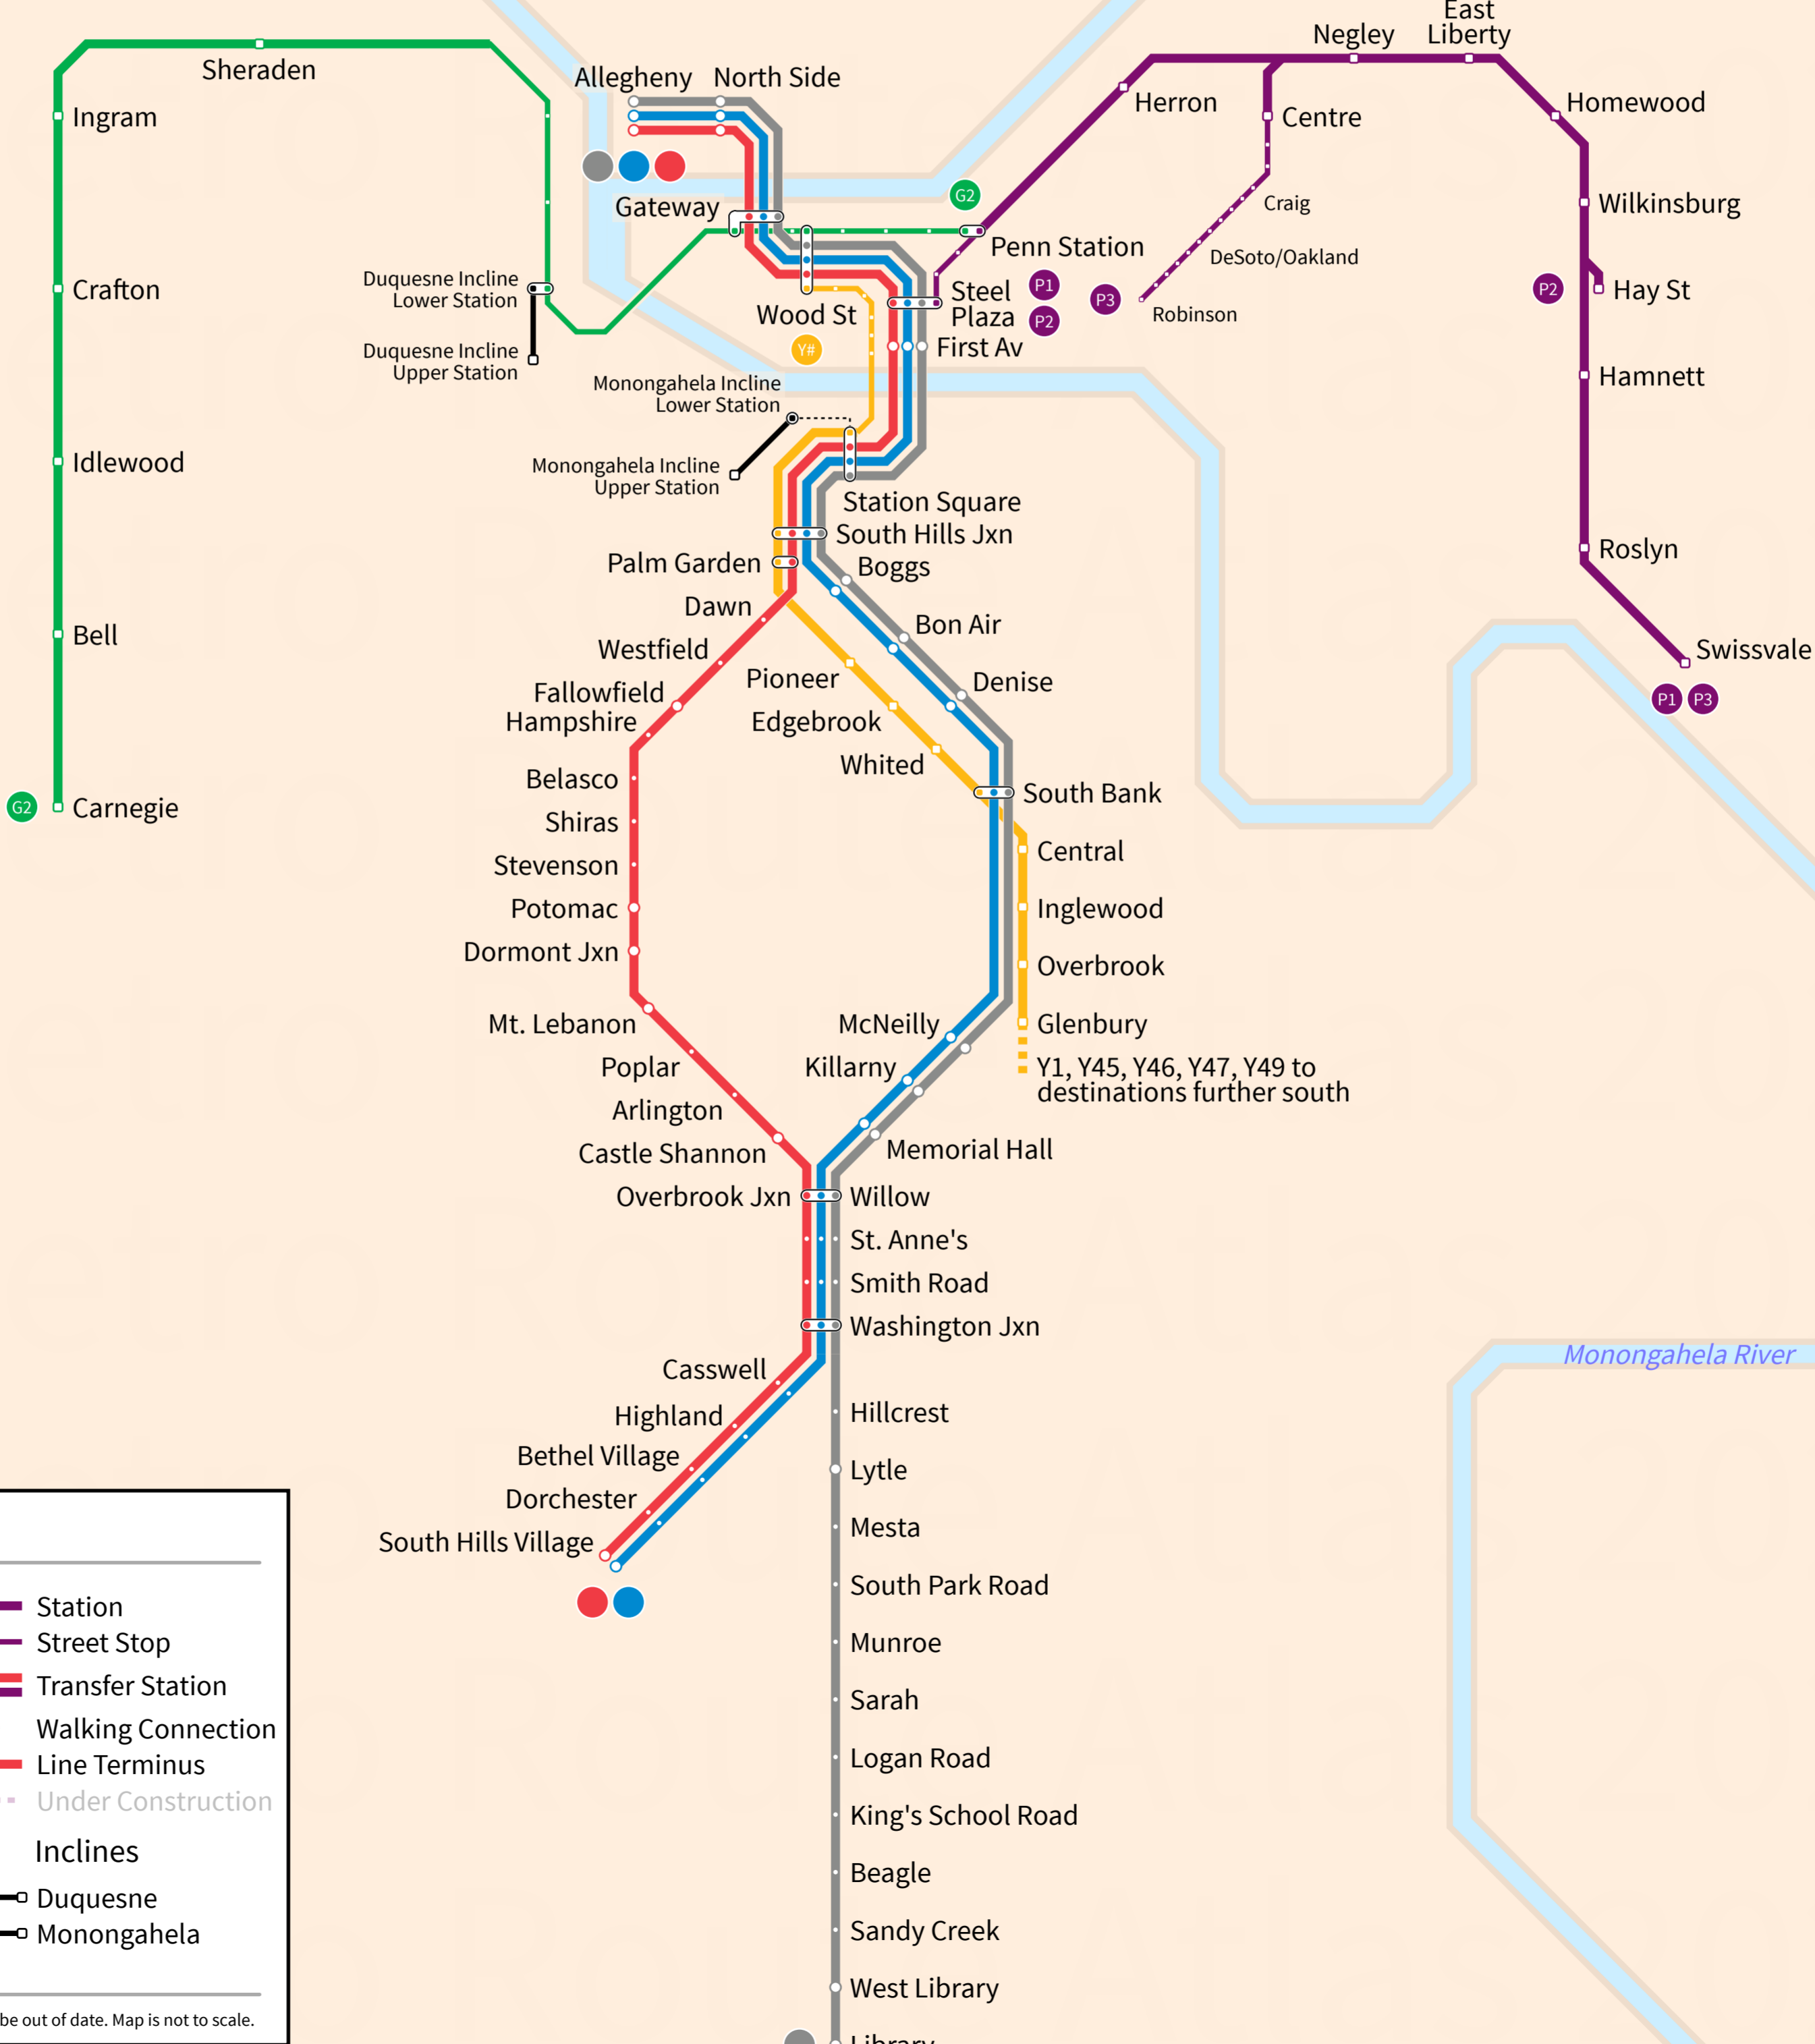 East
Negley
Liberty
Sheraden
Allegheny
North Side
Herron
Homewood
Ingram
Centre
G2
Gateway
Craig
Wilkinsburg
Penn Station
DeSoto/Oakland
Duquesne Incline
Lower Station
Crafton
Steel
Plaza
P1
P2
P3
P2
Hay St
Wood St
Robinson
Y#
First Av
Duquesne Incline
Upper Station
Monongahela Incline
Lower Station
Hamnett
Idlewood
Monongahela Incline
Upper Station
Station Square
South Hills Jxn
Roslyn
Palm Garden
Boggs
Dawn
Bon Air
Bell
Westfield
Swissvale
Pioneer
Denise
Fallowfield
P1
P3
Hampshire
Edgebrook
Whited
Belasco
South Bank
G2
Carnegie
Shiras
Central
Stevenson
Potomac
Inglewood
Dormont Jxn
Overbrook
Mt. Lebanon
McNeilly
Glenbury
Poplar
Killarny
Y1, Y45, Y46, Y47, Y49 to
destinations further south
Arlington
Castle Shannon
Memorial Hall
Overbrook Jxn
Willow
St. Anne's
Smith Road
Washington Jxn
Monongahela River
Casswell
Highland
Hillcrest
Bethel Village
Lytle
Dorchester
Mesta
South Hills Village
South Park Road
Munroe
Sarah
Logan Road
King's School Road
Beagle
Sandy Creek
West Library
Library
Station
Street Stop
Transfer Station
Walking Connection
Line Terminus
Under Construction
Inclines
Duquesne
Monongahela
be out of date. Map is not to scale.